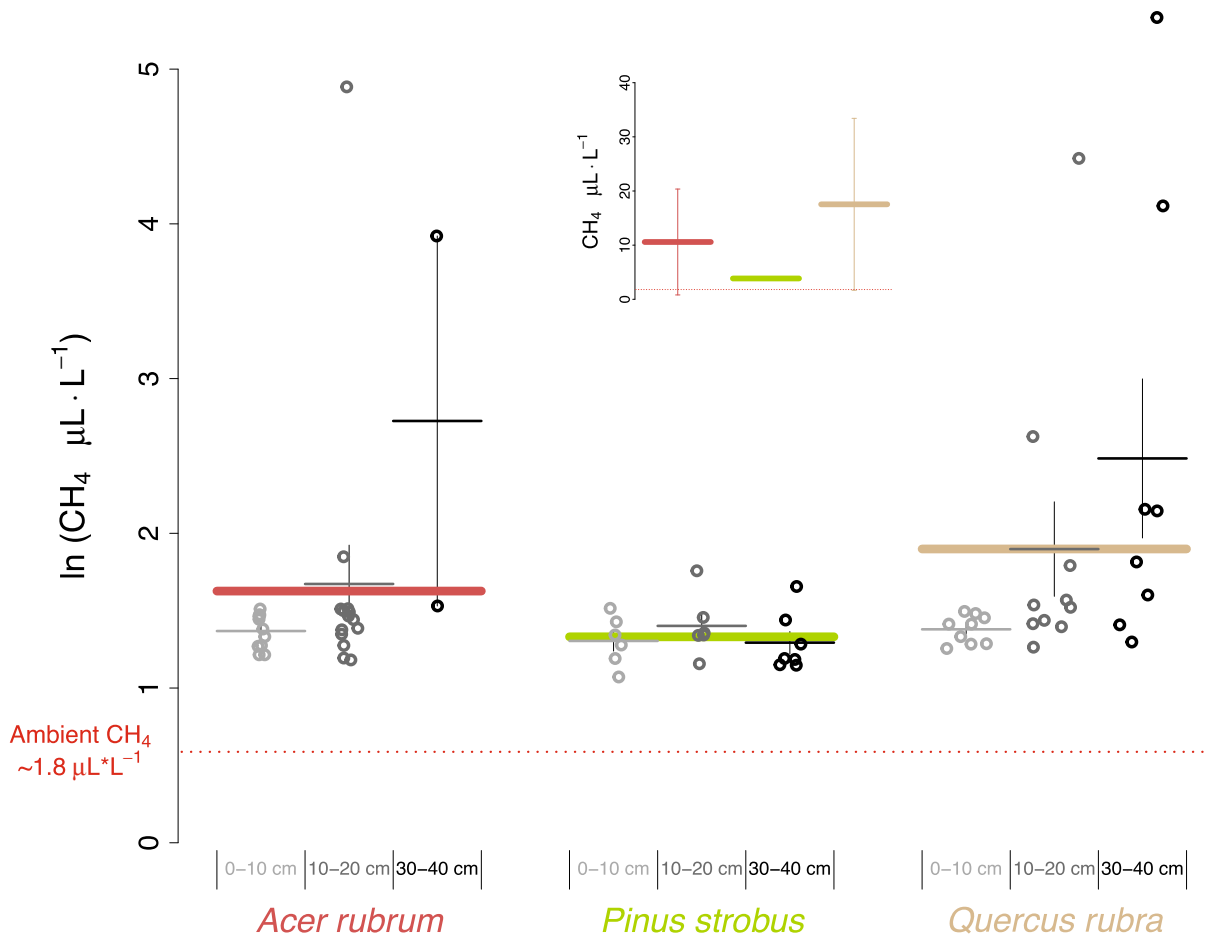 5
4
3
2
1
0
ln (CH₄ μL · L⁻¹)
40
30
20
10
0
CH₄ μL · L⁻¹
Ambient CH₄
~1.8 μL*L⁻¹
0–10 cm 10–20 cm 30–40 cm 0–10 cm 10–20 cm 30–40 cm 0–10 cm 10–20 cm 30–40 cm
Acer rubrum Pinus strobus Quercus rubra